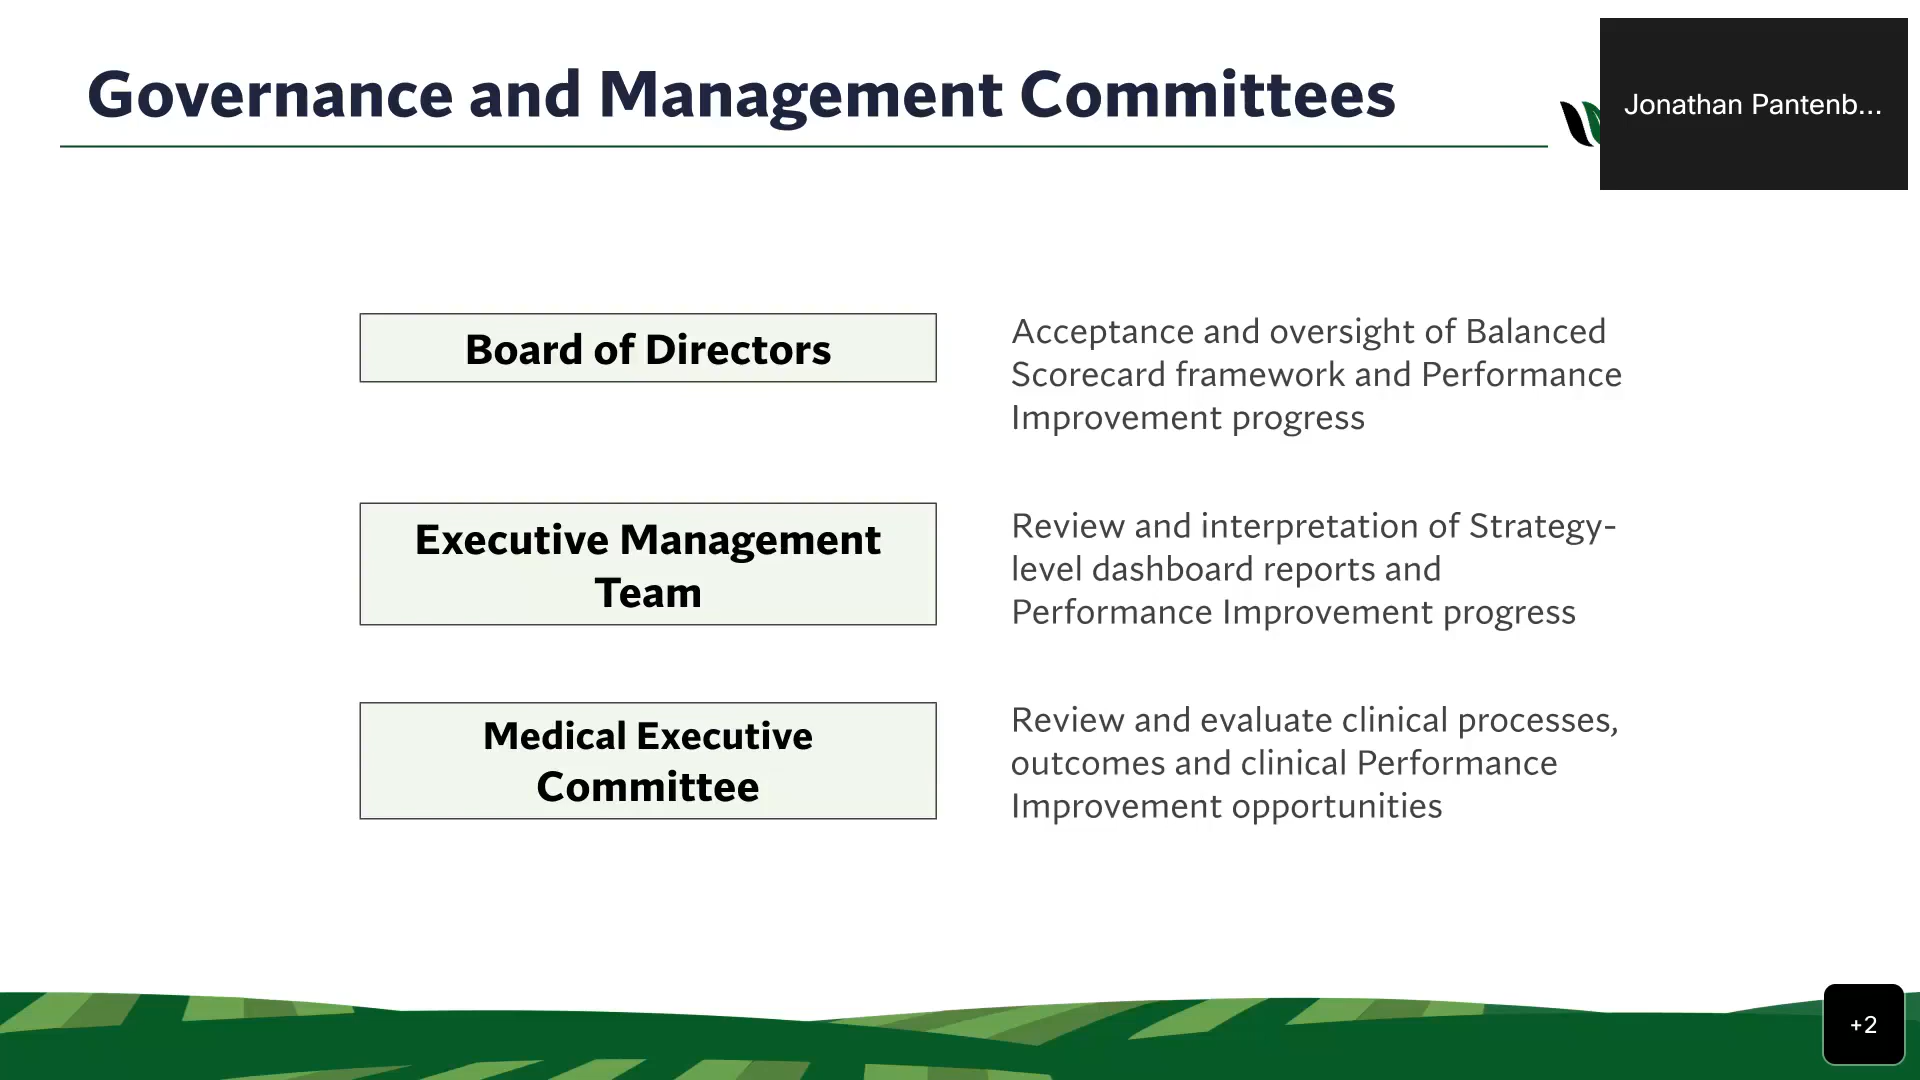 Governance and Management Committees
Jonathan Pantenb...
Board of Directors
Acceptance and oversight of Balanced
Scorecard framework and Performance
Improvement progress
Executive Management
Team
Review and interpretation of Strategy-
level dashboard reports and
Performance Improvement progress
Medical Executive
Committee
Review and evaluate clinical processes,
outcomes and clinical Performance
Improvement opportunities
+2